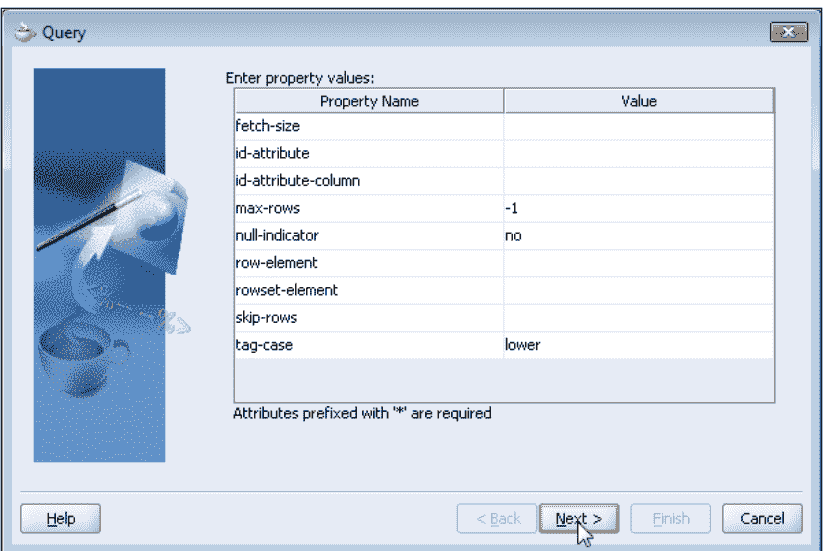 Query
Enter property values:
Property Name Value
fetch-size
id-attribute
id-attribute-column
max-rows -1
null-indicator no
row-element
rowset-element
skip-rows
tag-case lower
Attributes prefixed with '*' are required
Help < Back Next > Finish Cancel